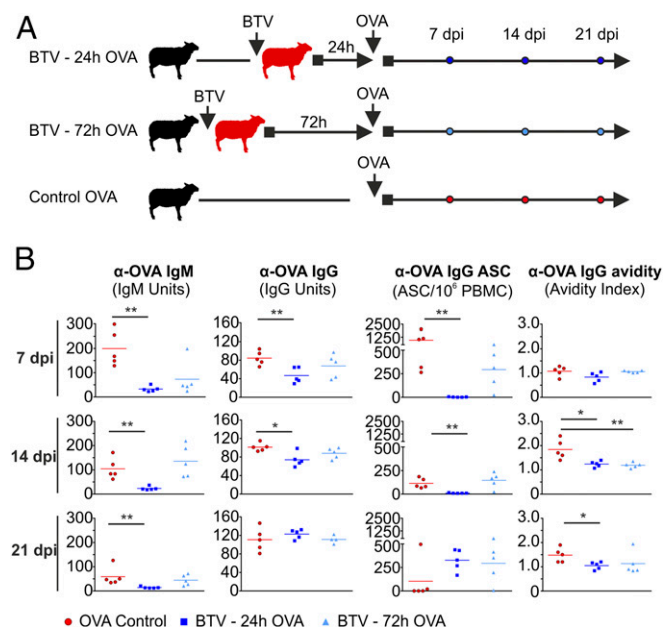 A
BTV 24h OVA 7 dpi 14 dpi 21 dpi
BTV - 24h OVA
BTV 72h OVA
BTV - 72h OVA
OVA
Control OVA
B
α-OVA IgM α-OVA IgG α-OVA IgG ASC α-OVA IgG avidity
(IgM Units) (IgG Units) (ASC/10⁶ PBMC) (Avidity Index)
7 dpi
300 200 100 0 **
160 120 80 40 0 **
2500 1250 500 250 0 **
3.0 2.0 1.0 0
14 dpi
300 200 100 0 **
160 120 80 40 0 *
2500 1250 500 250 0 **
3.0 2.0 1.0 0 * **
21 dpi
300 200 100 0 **
160 120 80 40 0
2500 1250 500 250 0
3.0 2.0 1.0 0 *
OVA Control BTV - 24h OVA BTV - 72h OVA